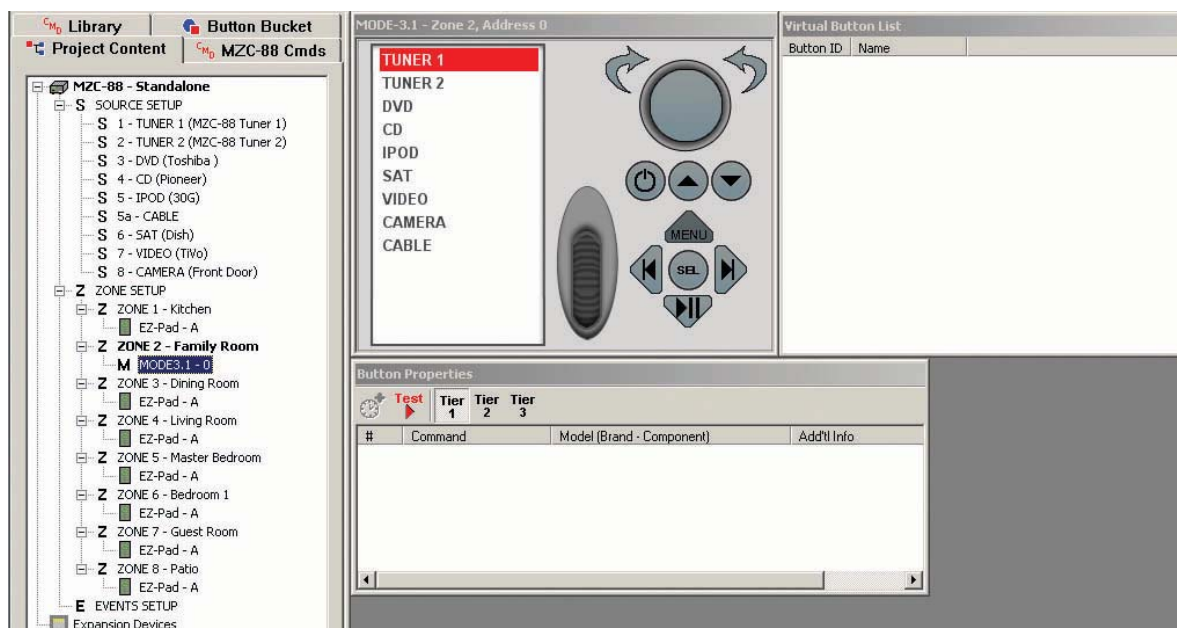 CMD Library
Button Bucket
Project Content
CMD MZC-88 Cmds
MZC-88 - Standalone
S SOURCE SETUP
S 1 - TUNER 1 (MZC-88 Tuner 1)
S 2 - TUNER 2 (MZC-88 Tuner 2)
S 3 - DVD (Toshiba )
S 4 - CD (Pioneer)
S 5 - IPOD (30G)
S 5a - CABLE
S 6 - SAT (Dish)
S 7 - VIDEO (TiVo)
S 8 - CAMERA (Front Door)
Z ZONE SETUP
Z ZONE 1 - Kitchen
EZ-Pad - A
Z ZONE 2 - Family Room
M MODE3.1 - 0
Z ZONE 3 - Dining Room
EZ-Pad - A
Z ZONE 4 - Living Room
EZ-Pad - A
Z ZONE 5 - Master Bedroom
EZ-Pad - A
Z ZONE 6 - Bedroom 1
EZ-Pad - A
Z ZONE 7 - Guest Room
EZ-Pad - A
Z ZONE 8 - Patio
EZ-Pad - A
E EVENTS SETUP
Expansion Devices
MODE-3.1 - Zone 2, Address 0
TUNER 1
TUNER 2
DVD
CD
IPOD
SAT
VIDEO
CAMERA
CABLE
MENU
SEL
Virtual Button List
Button ID Name
Button Properties
Test Tier 1 Tier 2 Tier 3
# Command Model (Brand - Component) Add'tl Info